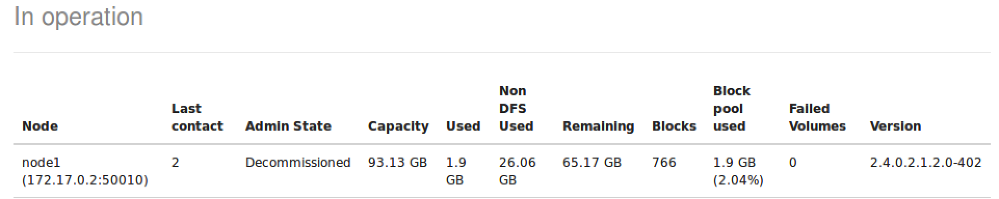 In operation
Node	Last contact	Admin State	Capacity	Used	Non DFS Used	Remaining	Blocks	Block pool used	Failed Volumes	Version
node1 (172.17.0.2:50010)	2	Decommissioned	93.13 GB	1.9 GB	26.06 GB	65.17 GB	766	1.9 GB (2.04%)	0	2.4.0.2.1.2.0-402